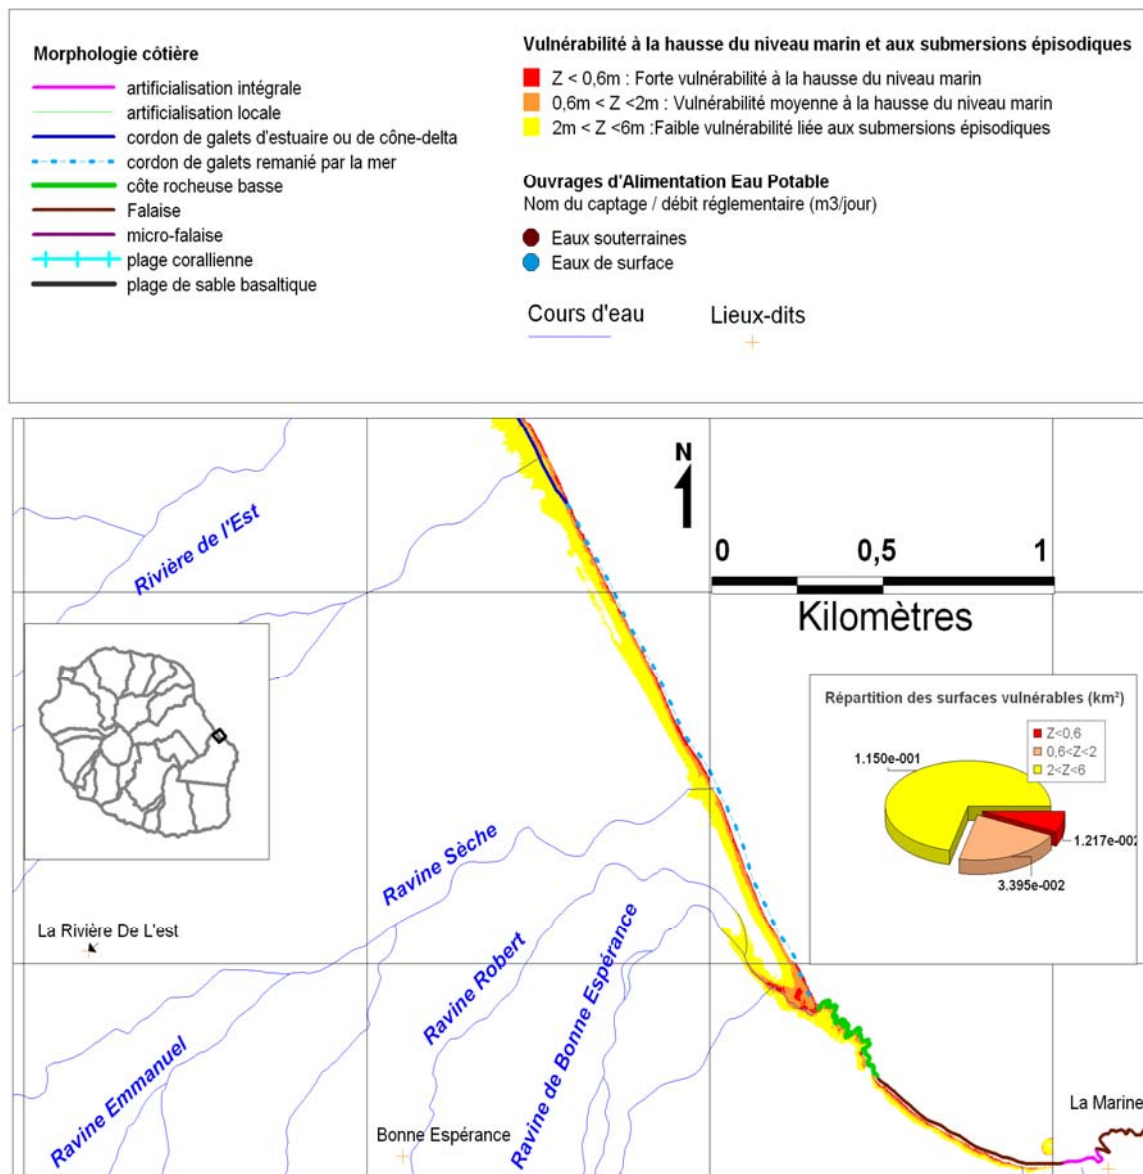 Morphologie côtière
artificialisation intégrale
artificialisation locale
cordon de galets d'estuaire ou de cône-delta
cordon de galets remanié par la mer
côte rocheuse basse
Falaise
micro-falaise
plage corallienne
plage de sable basaltique
Vulnérabilité à la hausse du niveau marin et aux submersions épisodiques
Z < 0,6m : Forte vulnérabilité à la hausse du niveau marin
0,6m < Z <2m : Vulnérabilité moyenne à la hausse du niveau marin
2m < Z <6m :Faible vulnérabilité liée aux submersions épisodiques
Ouvrages d'Alimentation Eau Potable
Nom du captage / débit réglementaire (m3/jour)
Eaux souterraines
Eaux de surface
Cours d'eau
Lieux-dits
N
0 0,5 1
Kilomètres
Rivière de l'Est
Répartition des surfaces vulnérables (km²)
Z<0,6
0,6<Z<2
2<Z<6
1.150e-001
1.217e-002
3.395e-002
Ravine Sèche
La Rivière De L'est
Ravine Robert
Ravine de Bonne Espérance
Ravine Emmanuel
Bonne Espérance
La Marine